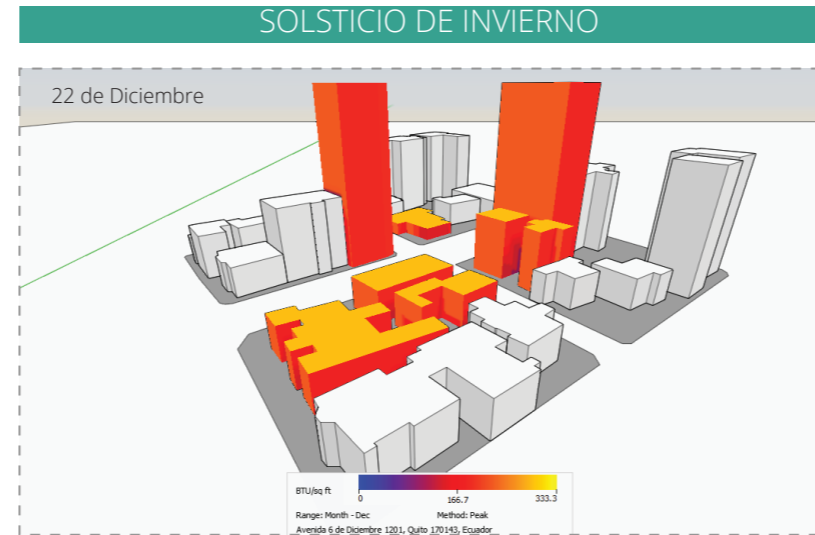 SOLSTICIO DE INVIERNO
22 de Diciembre
BTU/sq ft
0 166.7 333.3
Range: Month - Dec Method: Peak
Avenida 6 de Diciembre 1201, Quito 170143, Ecuador